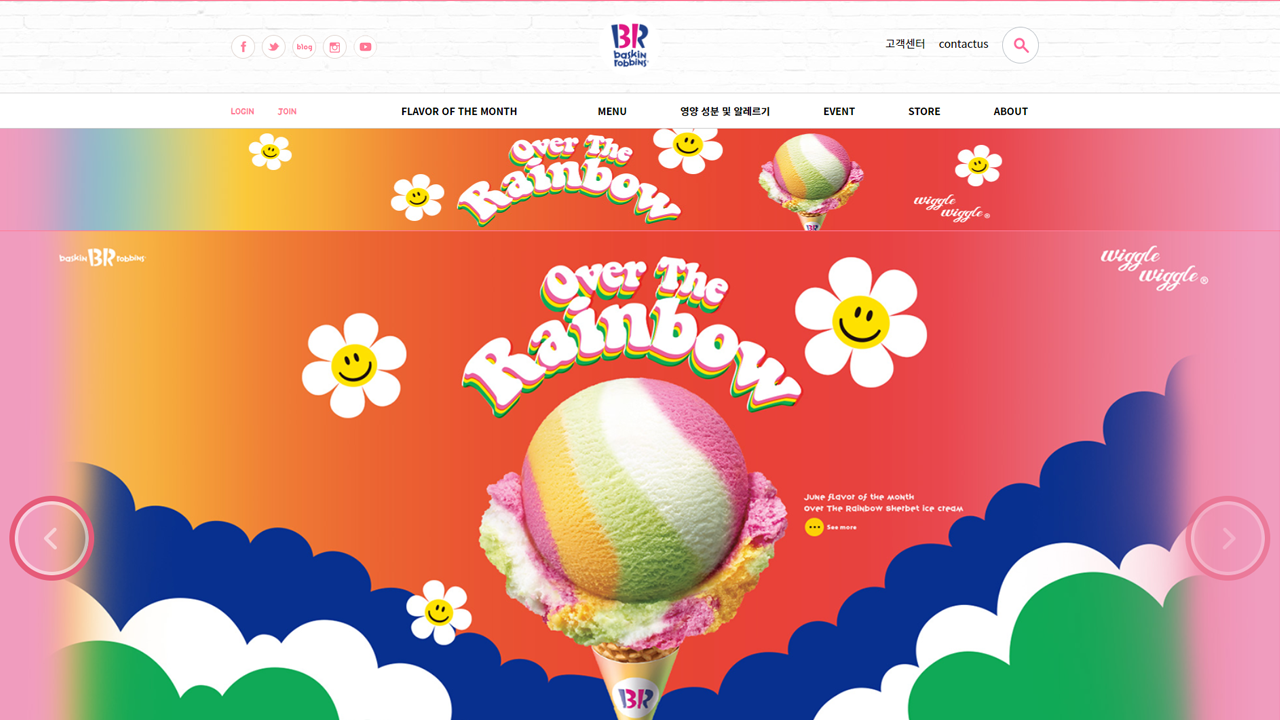 blog
BR
baskin
robbins
고객센터
contactus
LOGIN
JOIN
FLAVOR OF THE MONTH
MENU
영양 성분 및 알레르기
EVENT
STORE
ABOUT
Over The
Rainbow
BR
wiggle
wiggle®
baskin BR robbins
wiggle
wiggle®
Over The
Rainbow
June flavor of the month
Over The Rainbow Sherbet ice cream
See more
BR